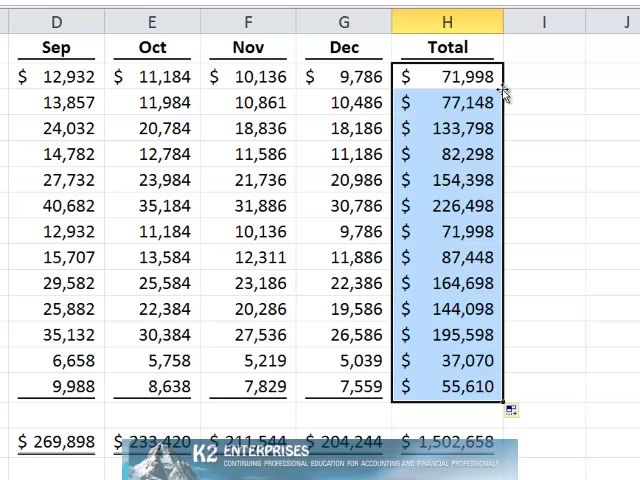 D E F G H I J
Sep Oct Nov Dec Total
$ 12,932 $ 11,184 $ 10,136 $ 9,786 $ 71,998
13,857 11,984 10,861 10,486 $ 77,148
24,032 20,784 18,836 18,186 $ 133,798
14,782 12,784 11,586 11,186 $ 82,298
27,732 23,984 21,736 20,986 $ 154,398
40,682 35,184 31,886 30,786 $ 226,498
12,932 11,184 10,136 9,786 $ 71,998
15,707 13,584 12,311 11,886 $ 87,448
29,582 25,584 23,186 22,386 $ 164,698
25,882 22,384 20,286 19,586 $ 144,098
35,132 30,384 27,536 26,586 $ 195,598
6,658 5,758 5,219 5,039 $ 37,070
9,988 8,638 7,829 7,559 $ 55,610
$ 269,898 $ 233,420 $ 211,544 $ 204,244 $ 1,502,658
K2 ENTERPRISES
CONTINUING PROFESSIONAL EDUCATION FOR ACCOUNTING AND FINANCIAL PROFESSIONALS